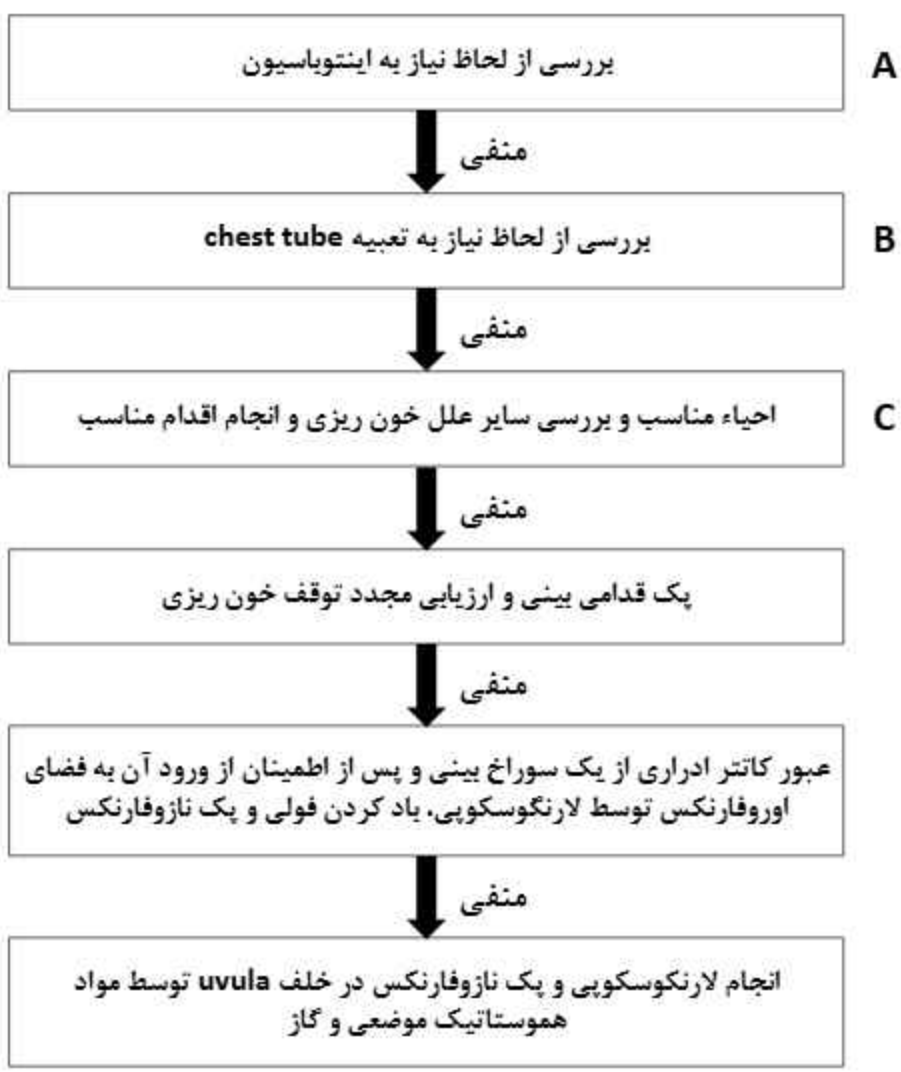 بررسی از لحاظ نیاز به اینتوباسیون
A
منفی
بررسی از لحاظ نیاز به تعبیه chest tube
B
منفی
احیاء مناسب و بررسی سایر علل خون ریزی و انجام اقدام مناسب
C
منفی
پک قدامی بینی و ارزیابی مجدد توقف خون ریزی
منفی
عبور کاتتر ادراری از یک سوراخ بینی و پس از اطمینان از ورود آن به فضای
اوروفارنکس توسط لارنگوسکوپی، باد کردن فولی و پک نازوفارنکس
منفی
انجام لارنکوسکوپی و پک نازوفارنکس در خلف uvula توسط مواد
هموستاتیک موضعی و گاز